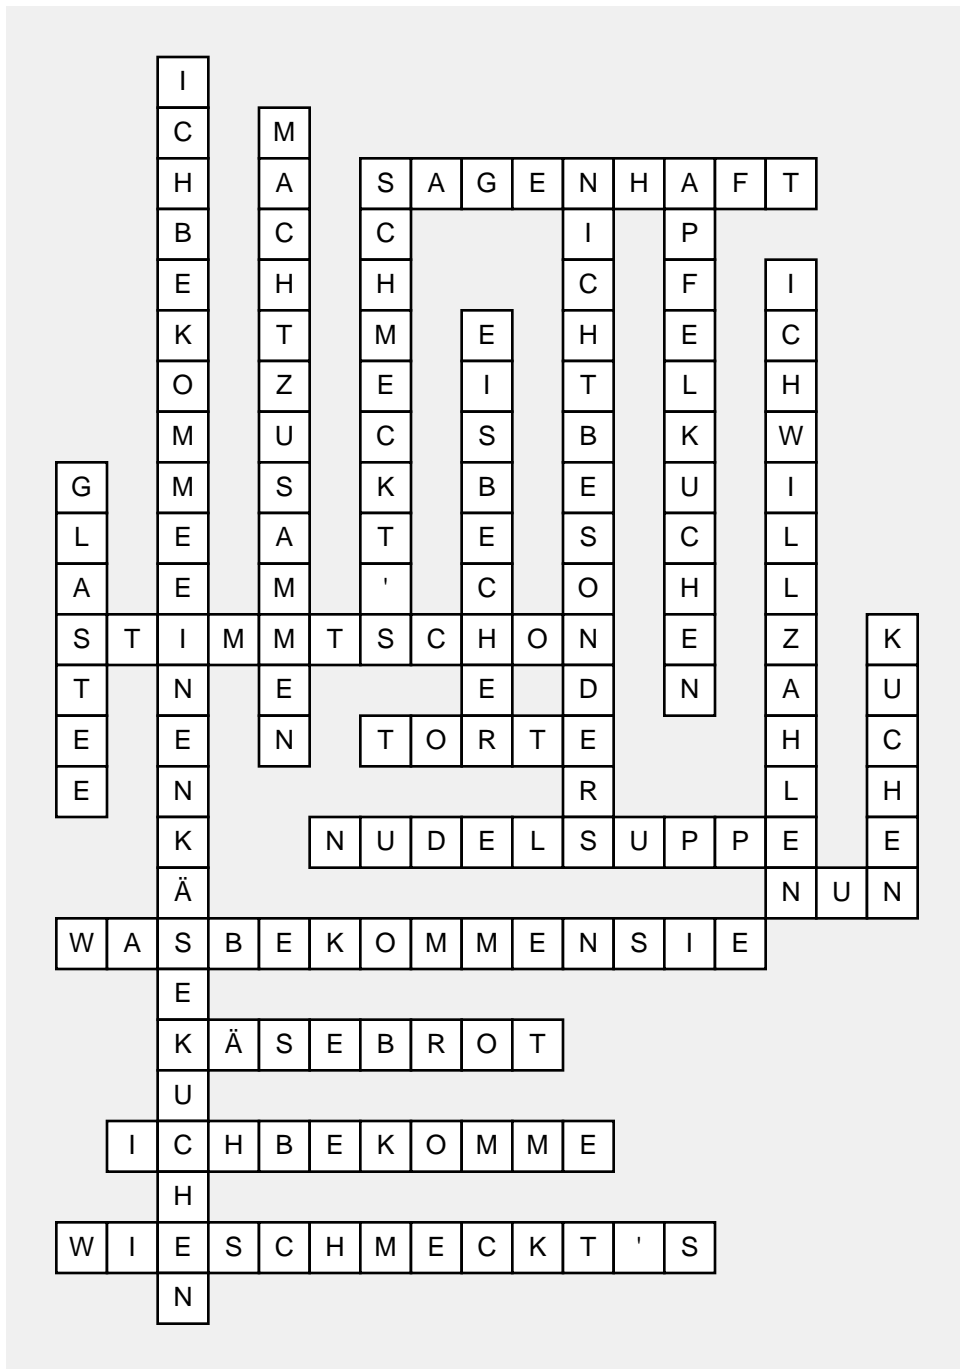 ICHBEKOMMEEINENKÄSEKUCHEN
MACHTZUSAMMEN
SAGENHAFT
SCHMECKT'S
NICHTBESONDERS
APFELKUCHEN
ICHWILLZAHLEN
EISBECHER
GLASTEE
STIMMTSCHON
KUCHEN
TORTE
NUDELSUPPE
NUN
WASBEKOMMENSIE
KÄSEBROT
ICHBEKOMME
WIESCHMECKT'S